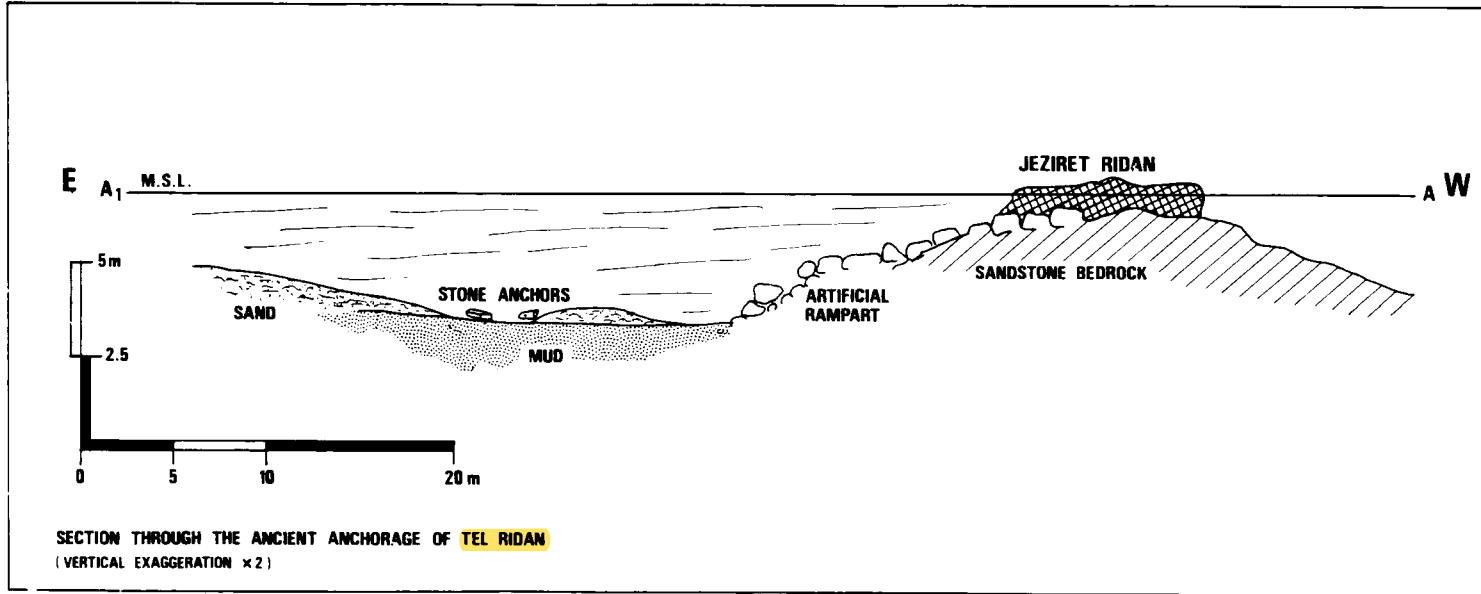 JEZIRET RIDAN
E A1 M.S.L. A W
5 m
STONE ANCHORS
SANDSTONE BEDROCK
SAND
ARTIFICIAL
RAMPART
2.5
MUD
0 5 10 20 m
SECTION THROUGH THE ANCIENT ANCHORAGE OF TEL RIDAN
( VERTICAL EXAGGERATION × 2 )